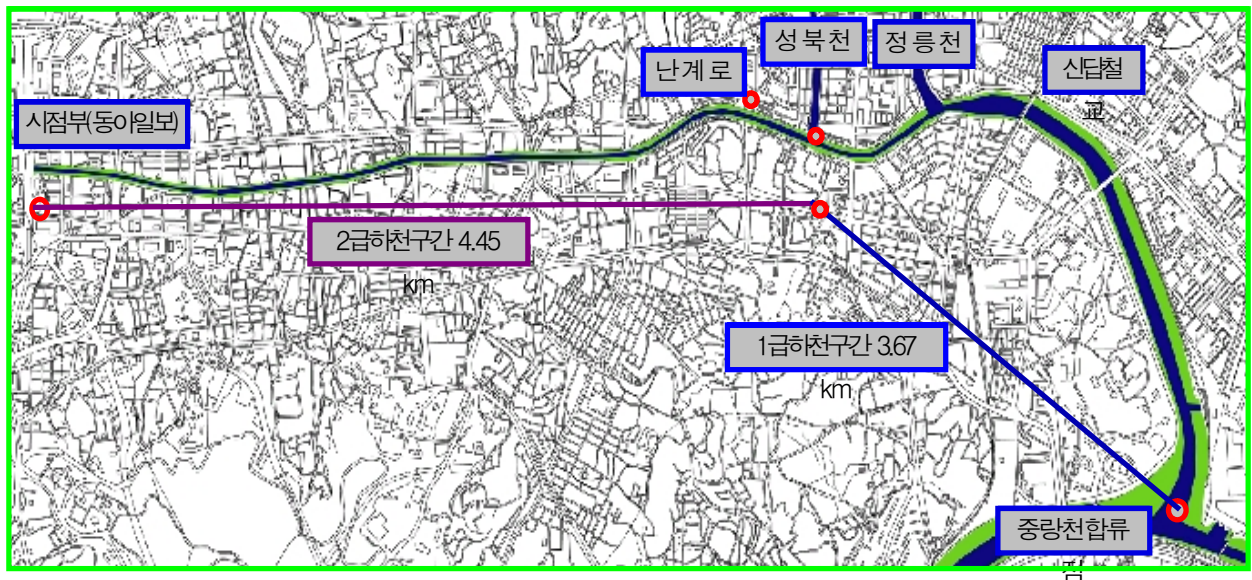 성북천
정릉천
난계로
신답철
교
시점부(동아일보)
2급하천구간 4.45
km
1급하천구간 3.67
km
중랑천합류
점